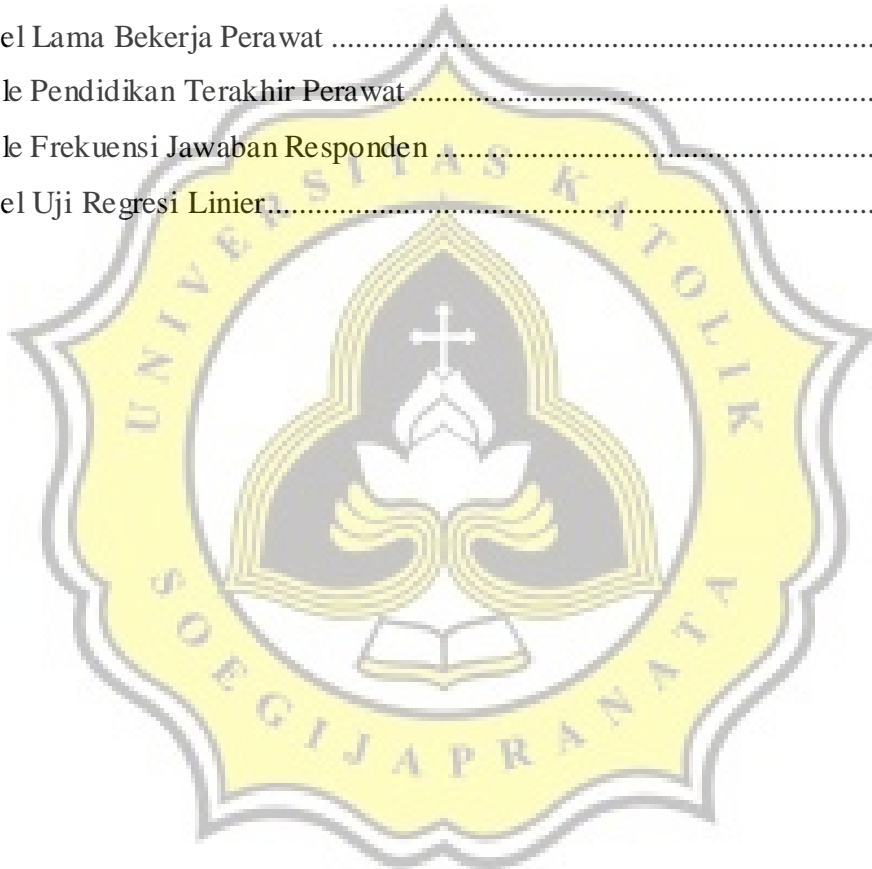 el Lama Bekerja Perawat ....................................................................
le Pendidikan Terakhir Perawat ..........................................................
le Frekuensi Jawaban Responden .......................................................
el Uji Regresi Linier............................................................................
UNIVERSITAS KATOLIK
SOEGIJAPRANATA